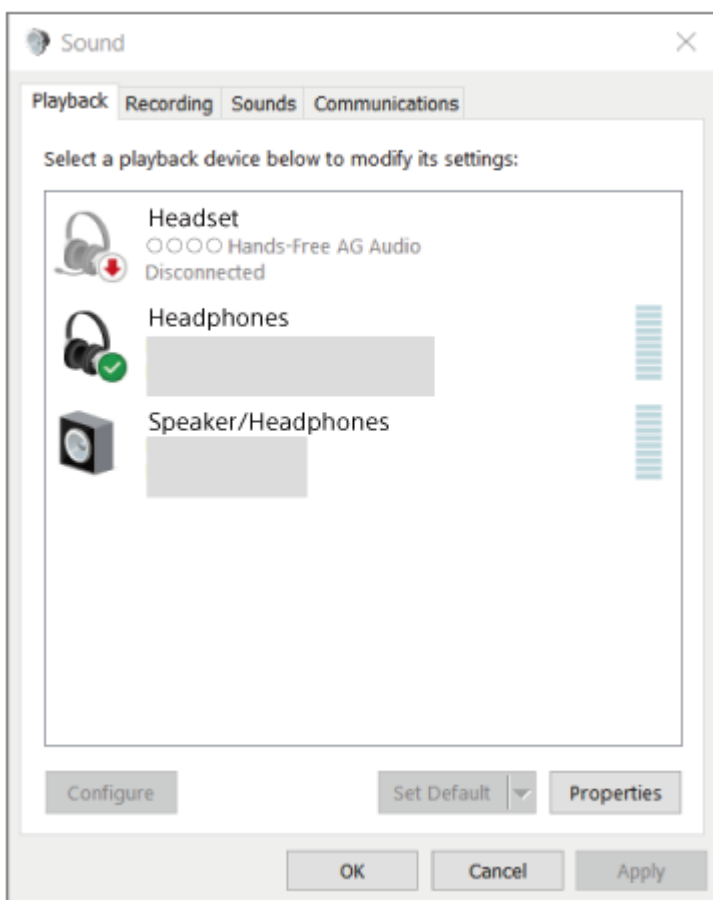 Sound
Playback Recording Sounds Communications
Select a playback device below to modify its settings:
Headset
○○○○ Hands-Free AG Audio
Disconnected
Headphones
Speaker/Headphones
Configure Set Default Properties
OK Cancel Apply